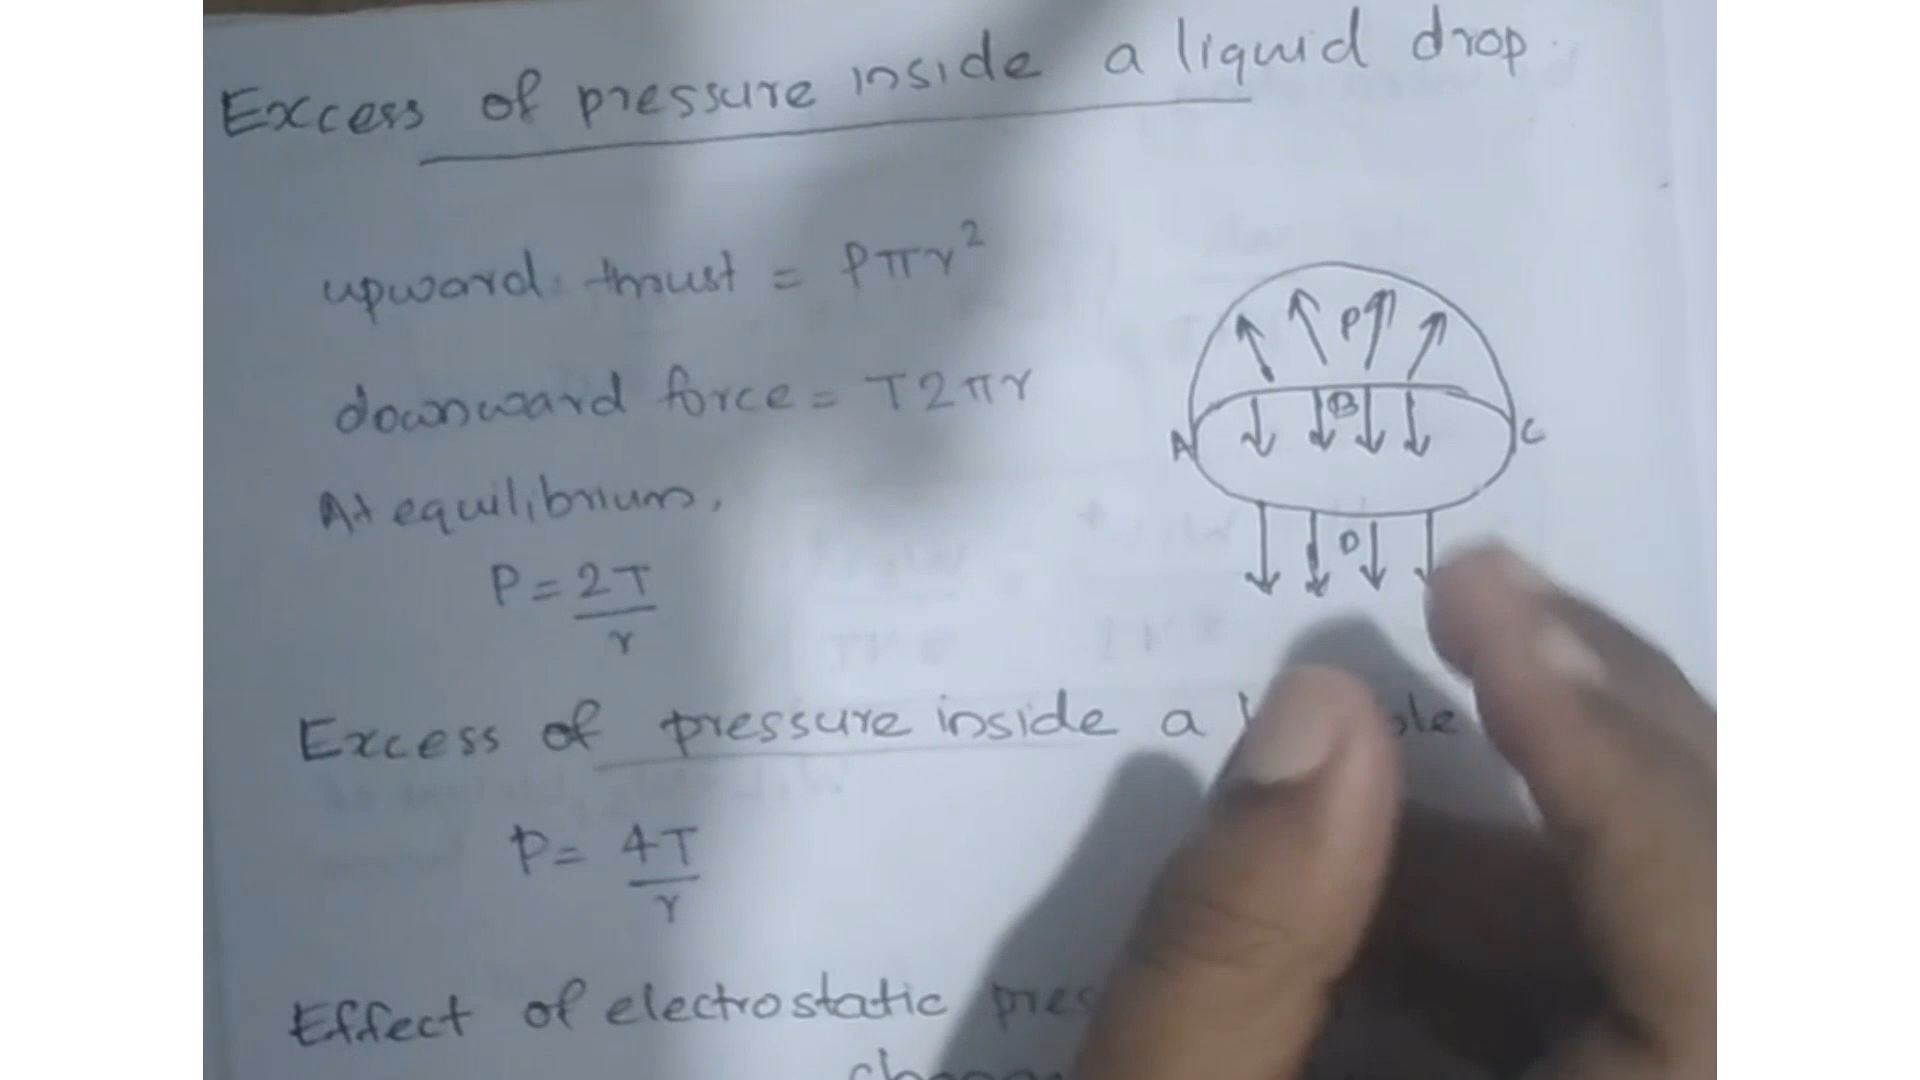 Excess of pressure inside a liquid drop
upward thrust = Pπr²
downward force = T2πr
At equilibrium,
P = 2T
r
P
B
A
C
D
Excess of pressure inside a
P = 4T
r
Effect of electrostatic